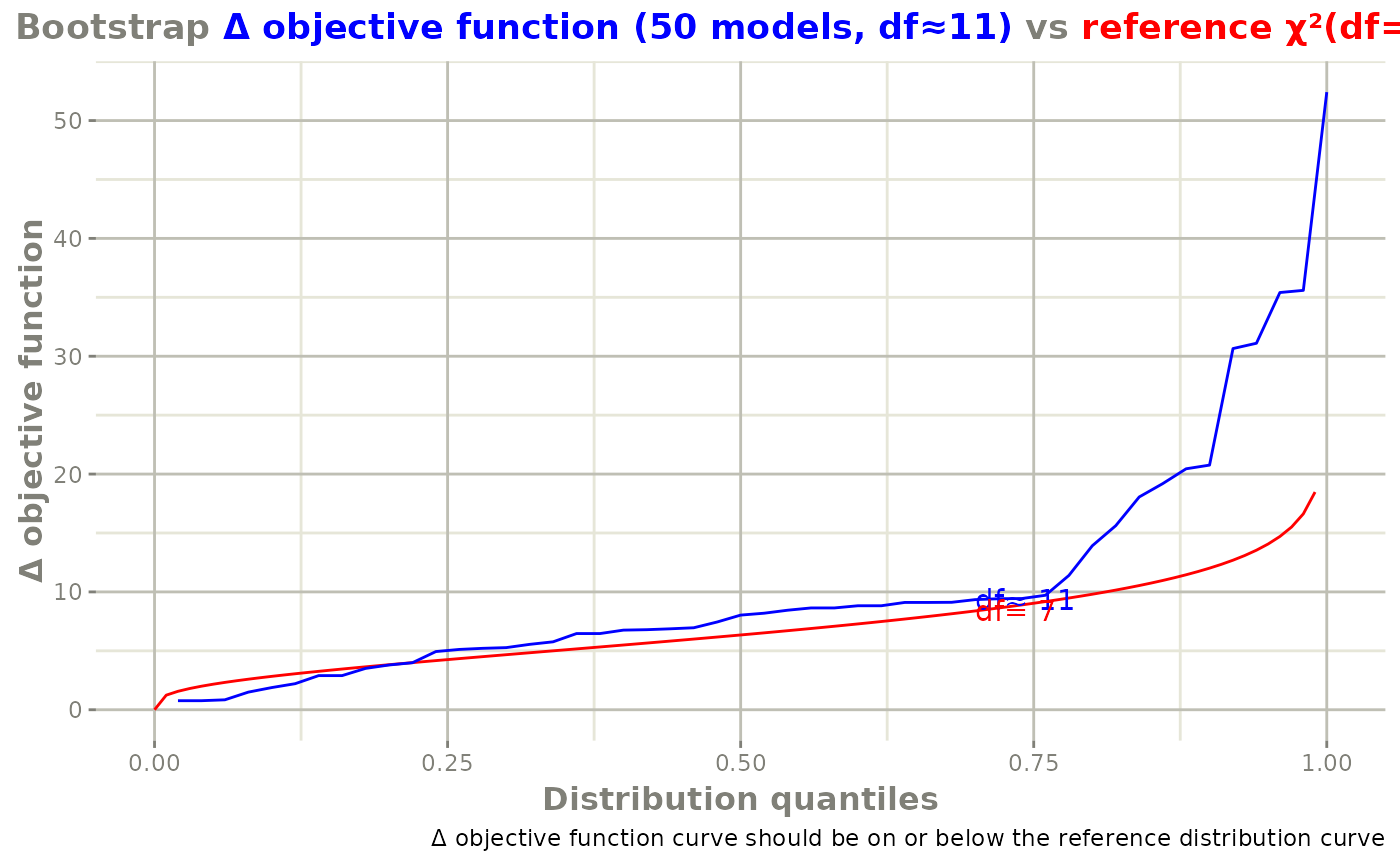 Bootstrap Δ objective function (50 models, df≈11) vs reference χ²(df=
50
40
30
20
10
0
Δ objective function
df≈ 11
df= 7
0.00 0.25 0.50 0.75 1.00
Distribution quantiles
Δ objective function curve should be on or below the reference distribution curve